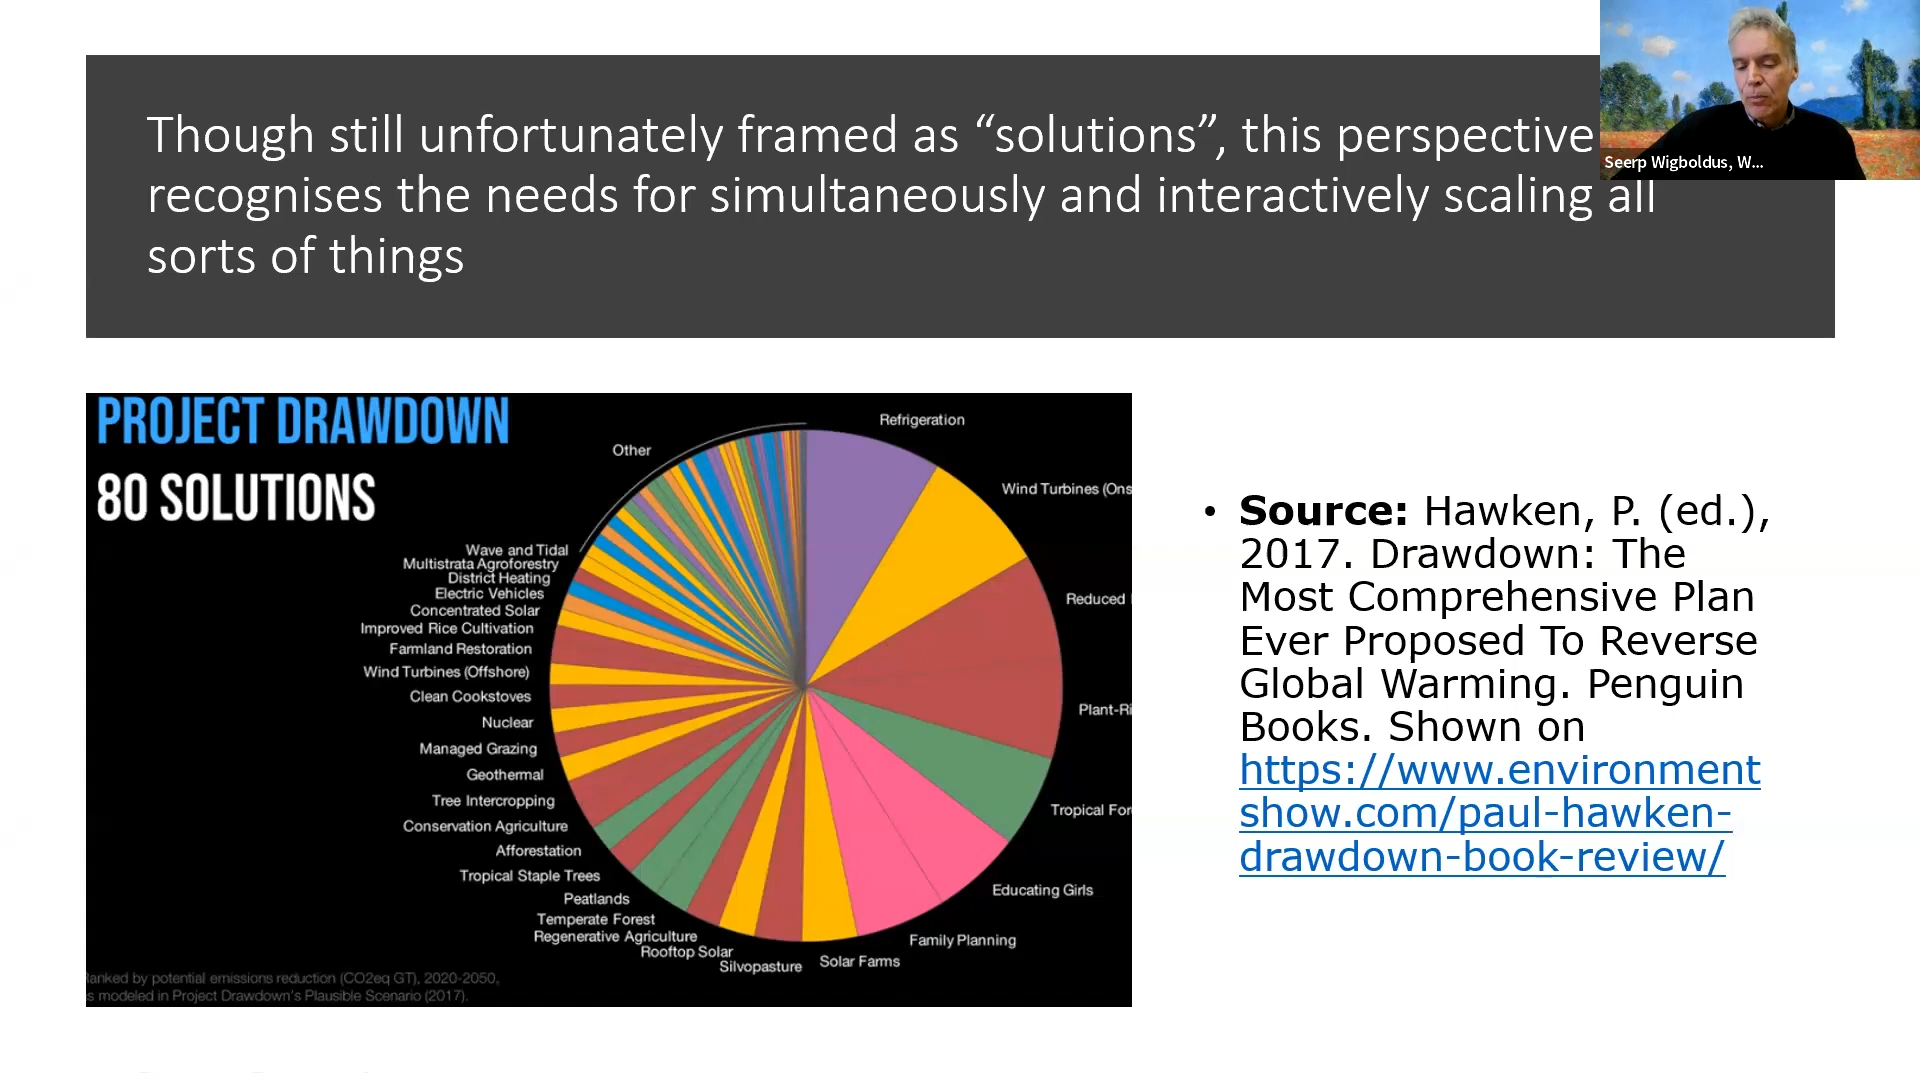 Though still unfortunately framed as “solutions”, this perspective
recognises the needs for simultaneously and interactively scaling all
sorts of things
Seerp Wigboldus, W...
PROJECT DRAWDOWN
80 SOLUTIONS
Refrigeration
Other
Wind Turbines (Ons
Wave and Tidal
Multistrata Agroforestry
District Heating
Electric Vehicles
Reduced
Concentrated Solar
Improved Rice Cultivation
Farmland Restoration
Wind Turbines (Offshore)
Clean Cookstoves
Plant-Ri
Nuclear
Managed Grazing
Geothermal
Tree Intercropping
Tropical For
Conservation Agriculture
Afforestation
Tropical Staple Trees
Educating Girls
Peatlands
Temperate Forest
Regenerative Agriculture
Family Planning
Rooftop Solar
Silvopasture
Solar Farms
Ranked by potential emissions reduction (CO2eq GT), 2020-2050,
s modeled in Project Drawdown's Plausible Scenario (2017).
• Source: Hawken, P. (ed.),
2017. Drawdown: The
Most Comprehensive Plan
Ever Proposed To Reverse
Global Warming. Penguin
Books. Shown on
https://www.environment
show.com/paul-hawken-
drawdown-book-review/